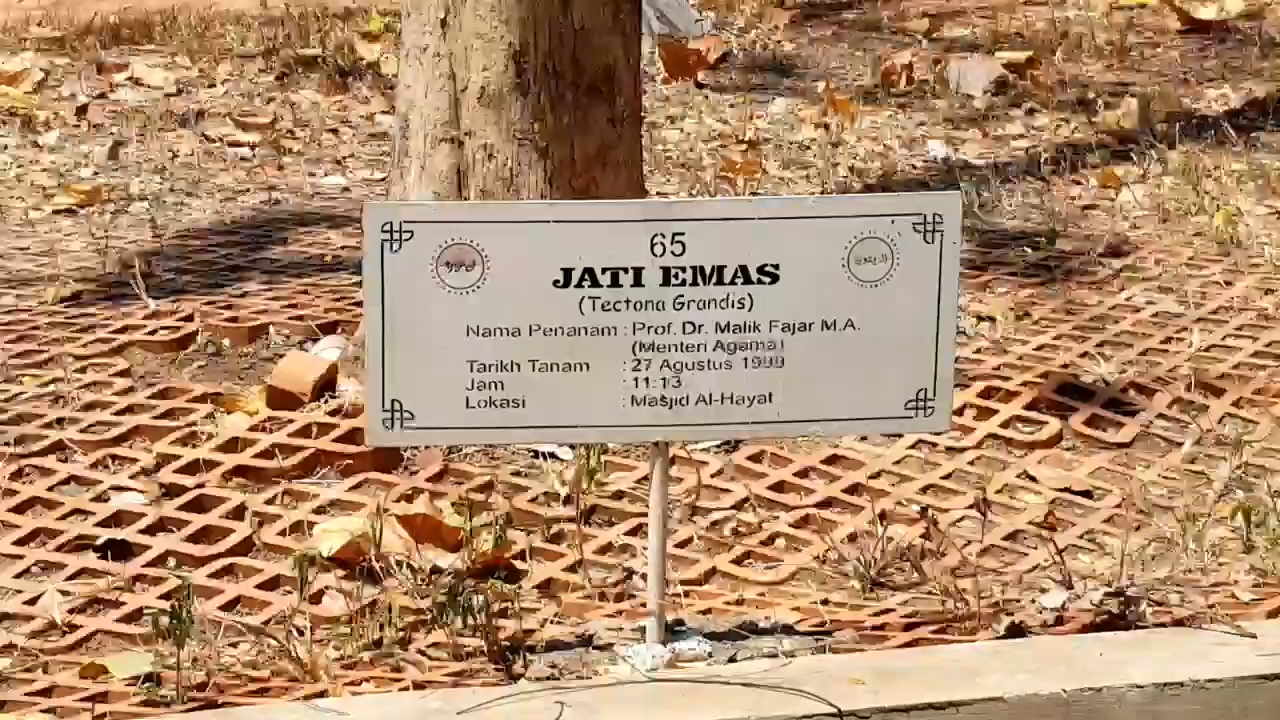 65
JATI EMAS
(Tectona Grandis)
Nama Penanam : Prof. Dr. Malik Fajar M.A.
(Menteri Agama)
Tarikh Tanam : 27 Agustus 1999
Jam : 11:13
Lokasi : Masjid Al-Hayat